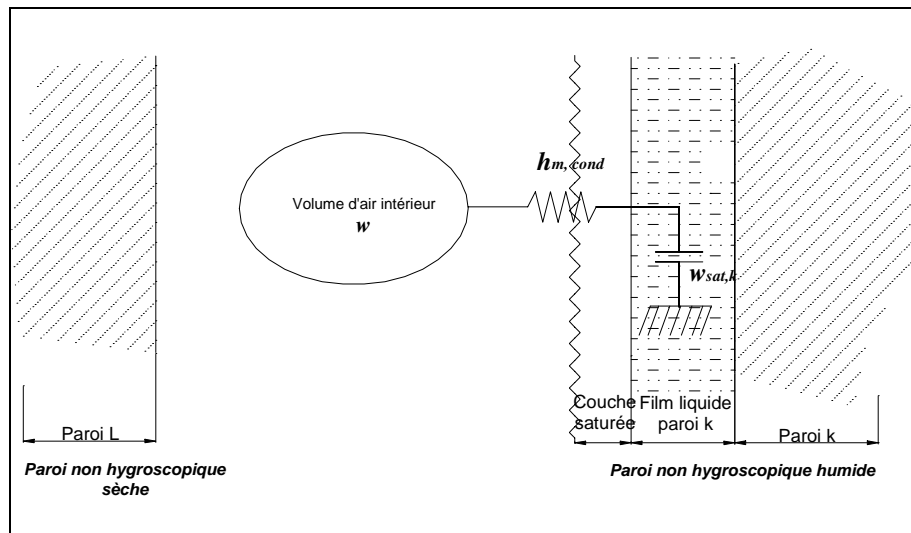 hm, cond
Volume d'air intérieur
w
wsat,k
Couche
saturée
Film liquide
paroi k
Paroi L
Paroi k
Paroi non hygroscopique
sèche
Paroi non hygroscopique humide